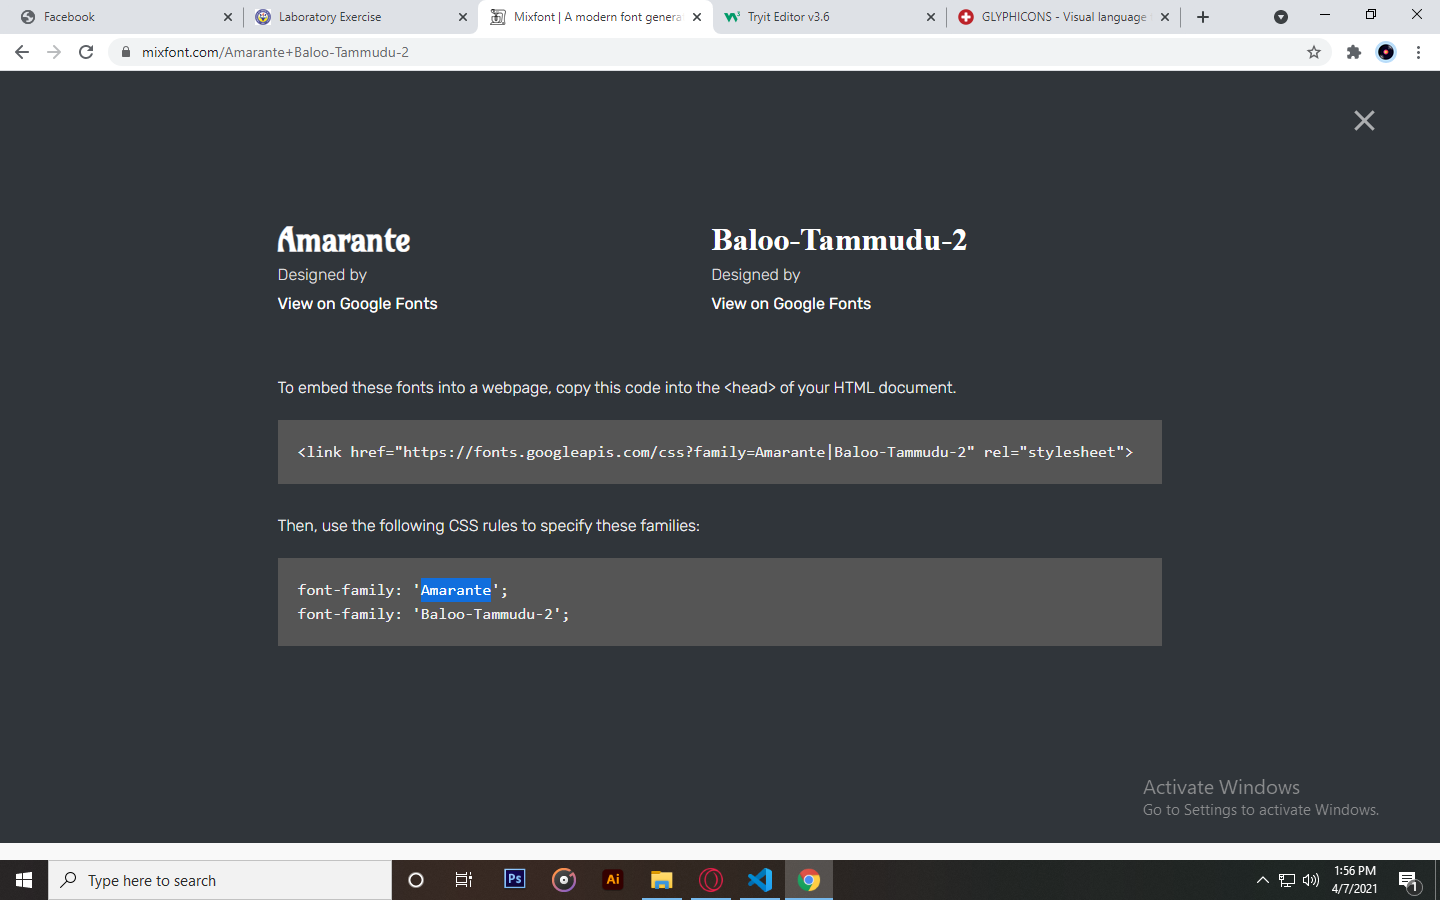 Facebook
Laboratory Exercise
Mixfont | A modern font genera
Tryit Editor v3.6
GLYPHICONS - Visual language
mixfont.com/Amarante+Baloo-Tammudu-2
Amarante
Designed by
View on Google Fonts
Baloo-Tammudu-2
Designed by
View on Google Fonts
To embed these fonts into a webpage, copy this code into the <head> of your HTML document.
<link href="https://fonts.googleapis.com/css?family=Amarante|Baloo-Tammudu-2" rel="stylesheet">
Then, use the following CSS rules to specify these families:
font-family: 'Amarante';
font-family: 'Baloo-Tammudu-2';
Activate Windows
Go to Settings to activate Windows.
Type here to search
Ps
Ai
1:56 PM
4/7/2021
1